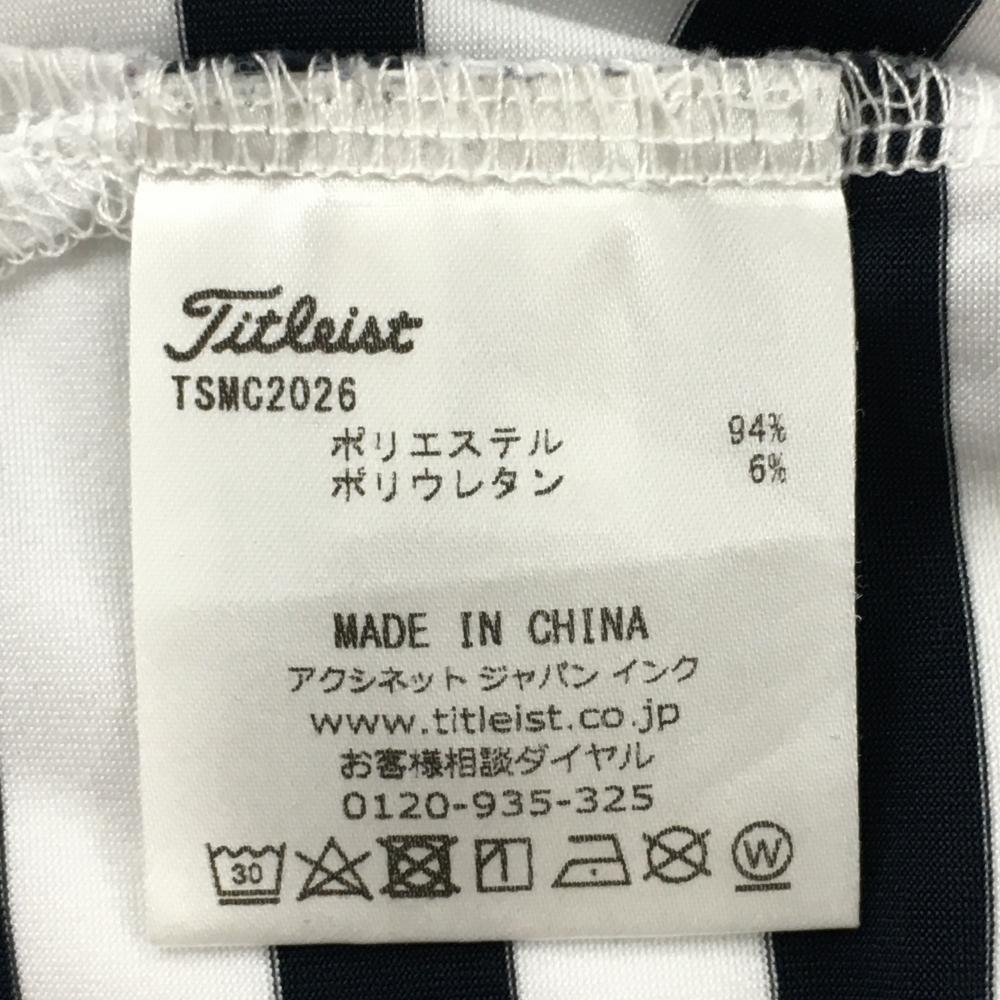 Titleist
TSMC2026
ポリエステル 94%
ポリウレタン 6%
MADE IN CHINA
アクシネット ジャパン インク
www.titleist.co.jp
お客様相談ダイヤル
0120-935-325
30 W